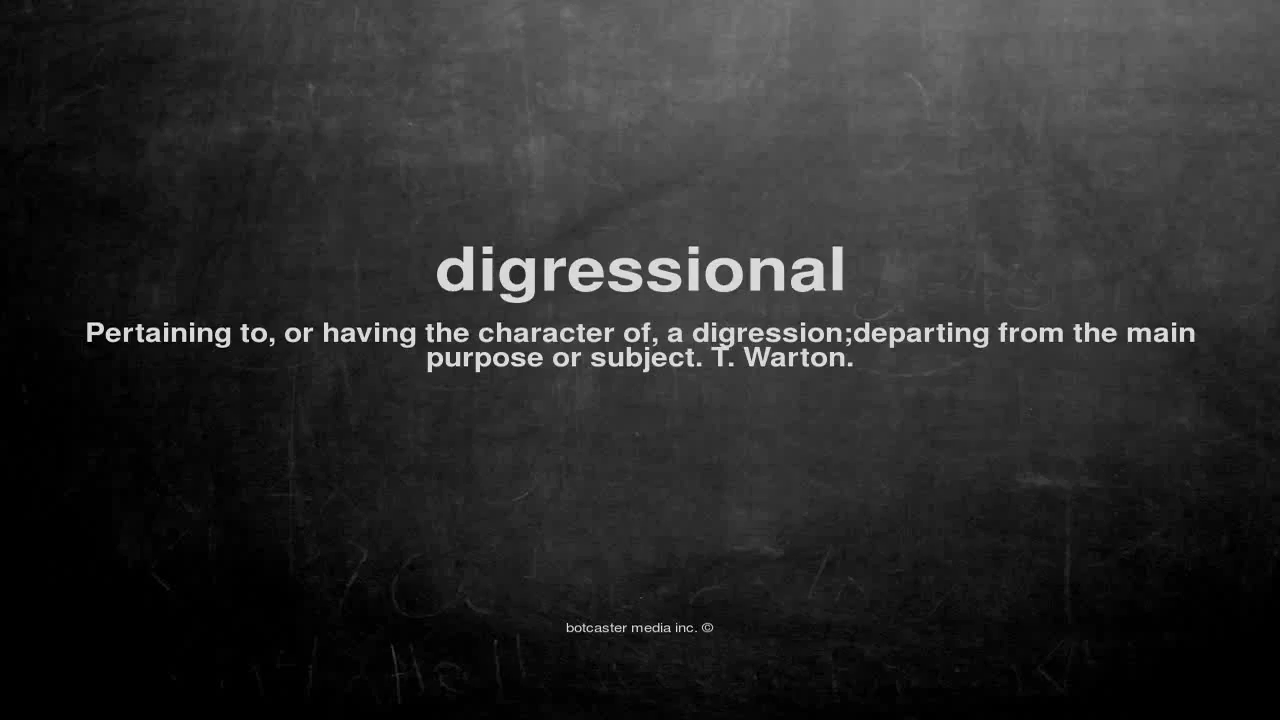 digressional
Pertaining to, or having the character of, a digression;departing from the main
purpose or subject. T. Warton.
botcaster media inc. ©